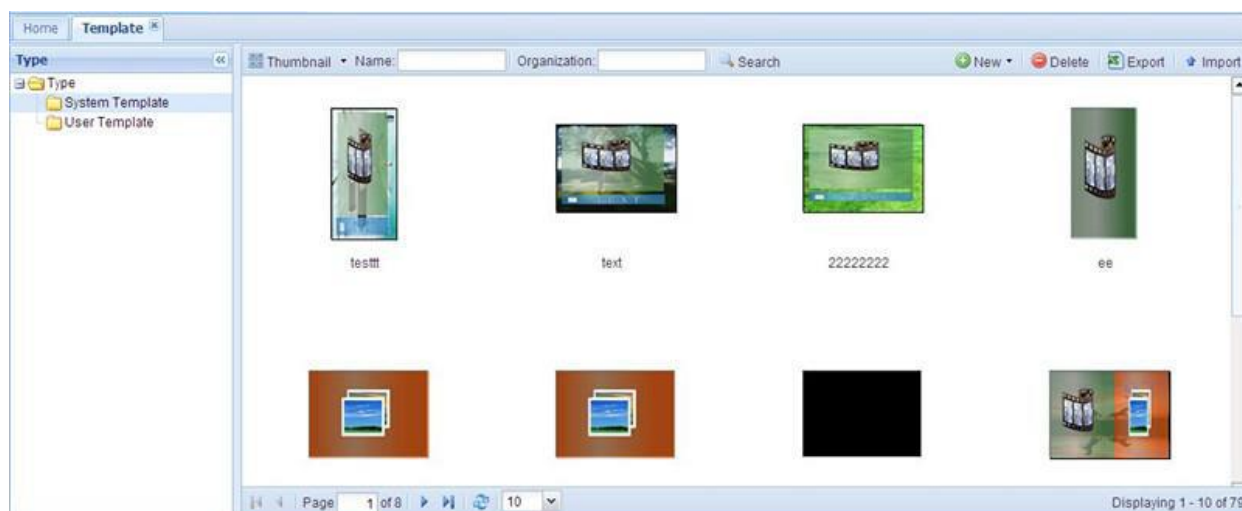 Home Template
Type
Type
System Template
User Template
Thumbnail Name: Organization: Search New Delete Export Import
testtt text 22222222 ee
Page 1 of 8 10 Displaying 1 - 10 of 79